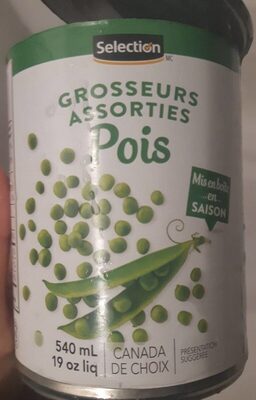 Selection
MC
GROSSEURS
ASSORTIES
Pois
Mis en boîte
en
SAISON
540 mL
19 oz liq
CANADA
DE CHOIX
PRÉSENTATION
SUGGÉRÉE